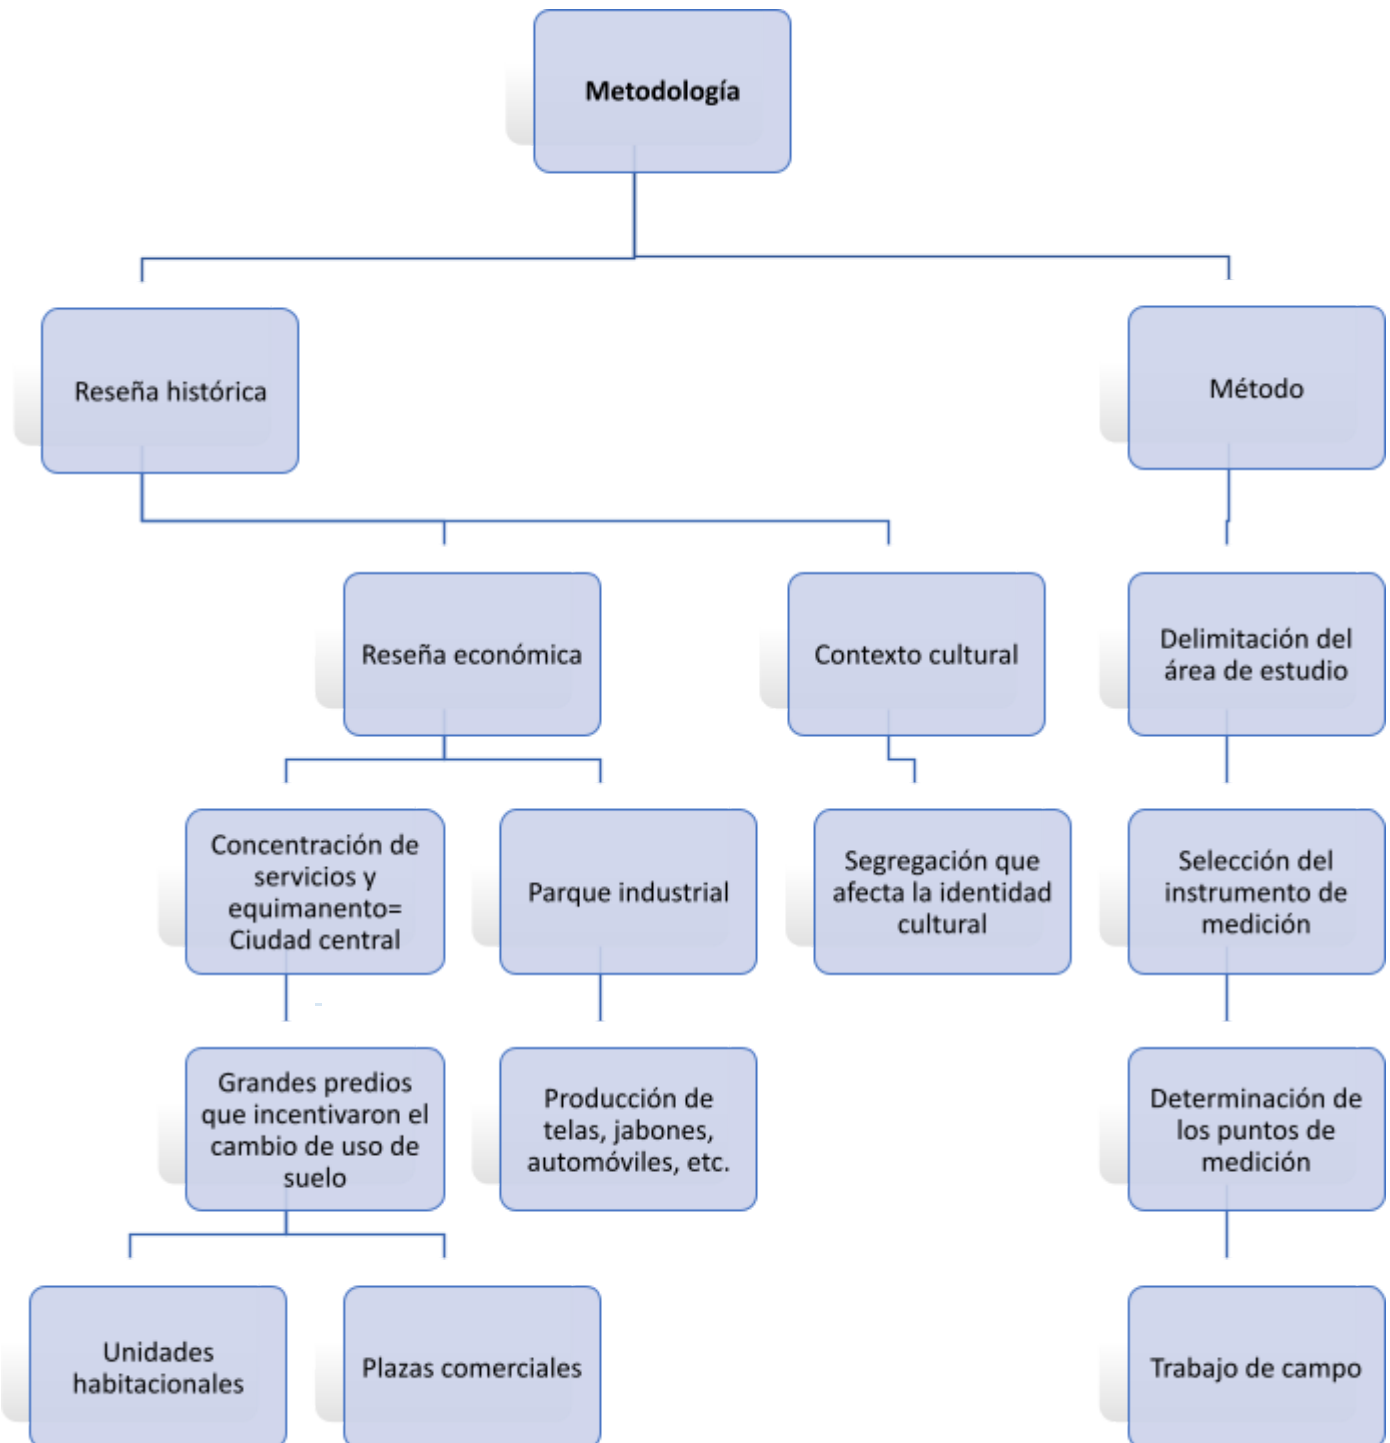 Metodología
Reseña histórica
Método
Reseña económica
Contexto cultural
Delimitación del
área de estudio
Concentración de
servicios y
equimanento=
Ciudad central
Parque industrial
Segregación que
afecta la identidad
cultural
Selección del
instrumento de
medición
Grandes predios
que incentivaron el
cambio de uso de
suelo
Producción de
telas, jabones,
automóviles, etc.
Determinación de
los puntos de
medición
Unidades
habitacionales
Plazas comerciales
Trabajo de campo